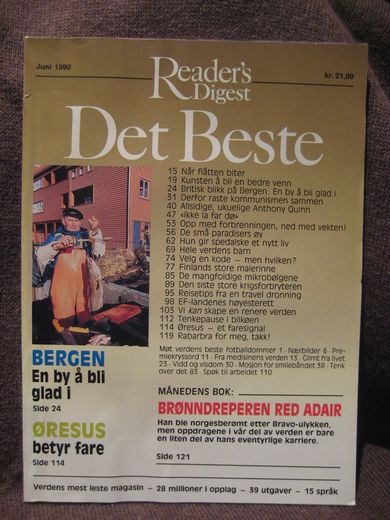 Juni 1990
Reader's
Digest
kr. 21,00
Det Beste
15 Når flåtten biter
19 Kunsten å bli en bedre venn
24 Britisk blikk på Bergen: En by å bli glad i
31 Derfor raste kommunismen sammen
40 Allsidige, ukuelige Anthony Quinn
47 «Ikke la far dø»
53 Opp med forbrenningen, ned med vekten!
56 De små paradisers øy
62 Hun gir spedalske et nytt liv
69 Hele verdens barn
74 Velg en kode – men hvilken?
77 Finlands store malerinne
85 De mangfoldige mikrobølgene
89 Den siste store krigsforbryteren
95 Reisetips fra en travel dronning
98 EF-landenes høyesterett
103 Vi kan skape en renere verden
112 Tenkepause i bilkøen
114 Øresus – et faresignal
119 Rabarbra for meg, takk!
Møt verdens beste fotballdommer 1 · Nærbilder 6 · Pre-
miekryssord 11 · Fra medisinens verden 13 · Glimt fra livet
23 · Vidd og visdom 30 · Mosjon for smilebåndet 38 · Tenk
over det 83 · Spøk til arbeidet 110
BERGEN
En by å bli
glad i
Side 24
ØRESUS
betyr fare
Side 114
MÅNEDENS BOK:
BRØNNDREPEREN RED ADAIR
Han ble norgesberømt etter Bravo-ulykken,
men oppdragene i vår del av verden er bare
en liten del av hans eventyrlige karriere.
Side 121
Verdens mest leste magasin – 28 millioner i opplag – 39 utgaver – 15 språk